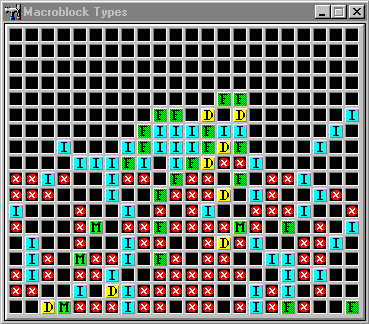 Macroblock Types
F F
F F D D I
F I I I F I I I
I I F I I I F D F I
I I I F I I F D I
I I F F I
I F D I I
I I I I
M F M F I
I I D I I
I M I F I I
I I I I
I D I I I
D M I I F F